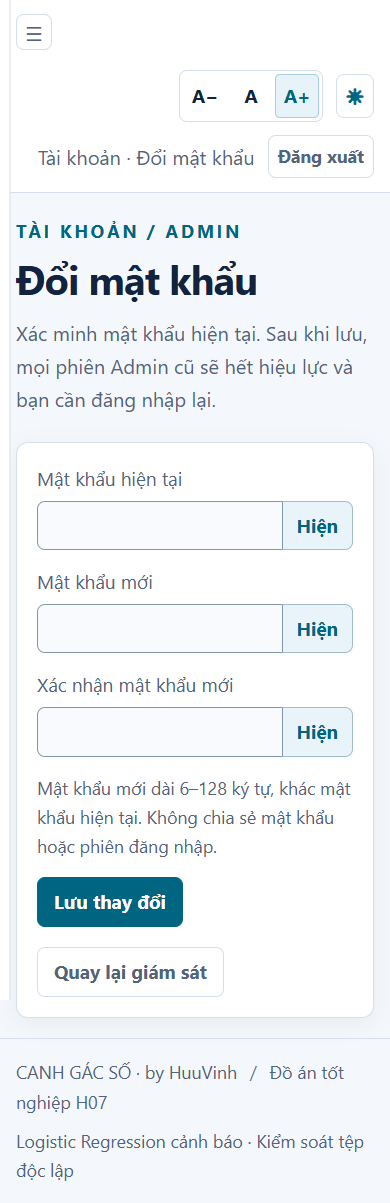 ☰
A− A A+
Tài khoản · Đổi mật khẩu Đăng xuất
TÀI KHOẢN / ADMIN
Đổi mật khẩu
Xác minh mật khẩu hiện tại. Sau khi lưu,
mọi phiên Admin cũ sẽ hết hiệu lực và
bạn cần đăng nhập lại.
Mật khẩu hiện tại
Hiện
Mật khẩu mới
Hiện
Xác nhận mật khẩu mới
Hiện
Mật khẩu mới dài 6–128 ký tự, khác mật
khẩu hiện tại. Không chia sẻ mật khẩu
hoặc phiên đăng nhập.
Lưu thay đổi
Quay lại giám sát
CANH GÁC SỐ · by HuuVinh / Đồ án tốt
nghiệp H07
Logistic Regression cảnh báo · Kiểm soát tệp
độc lập